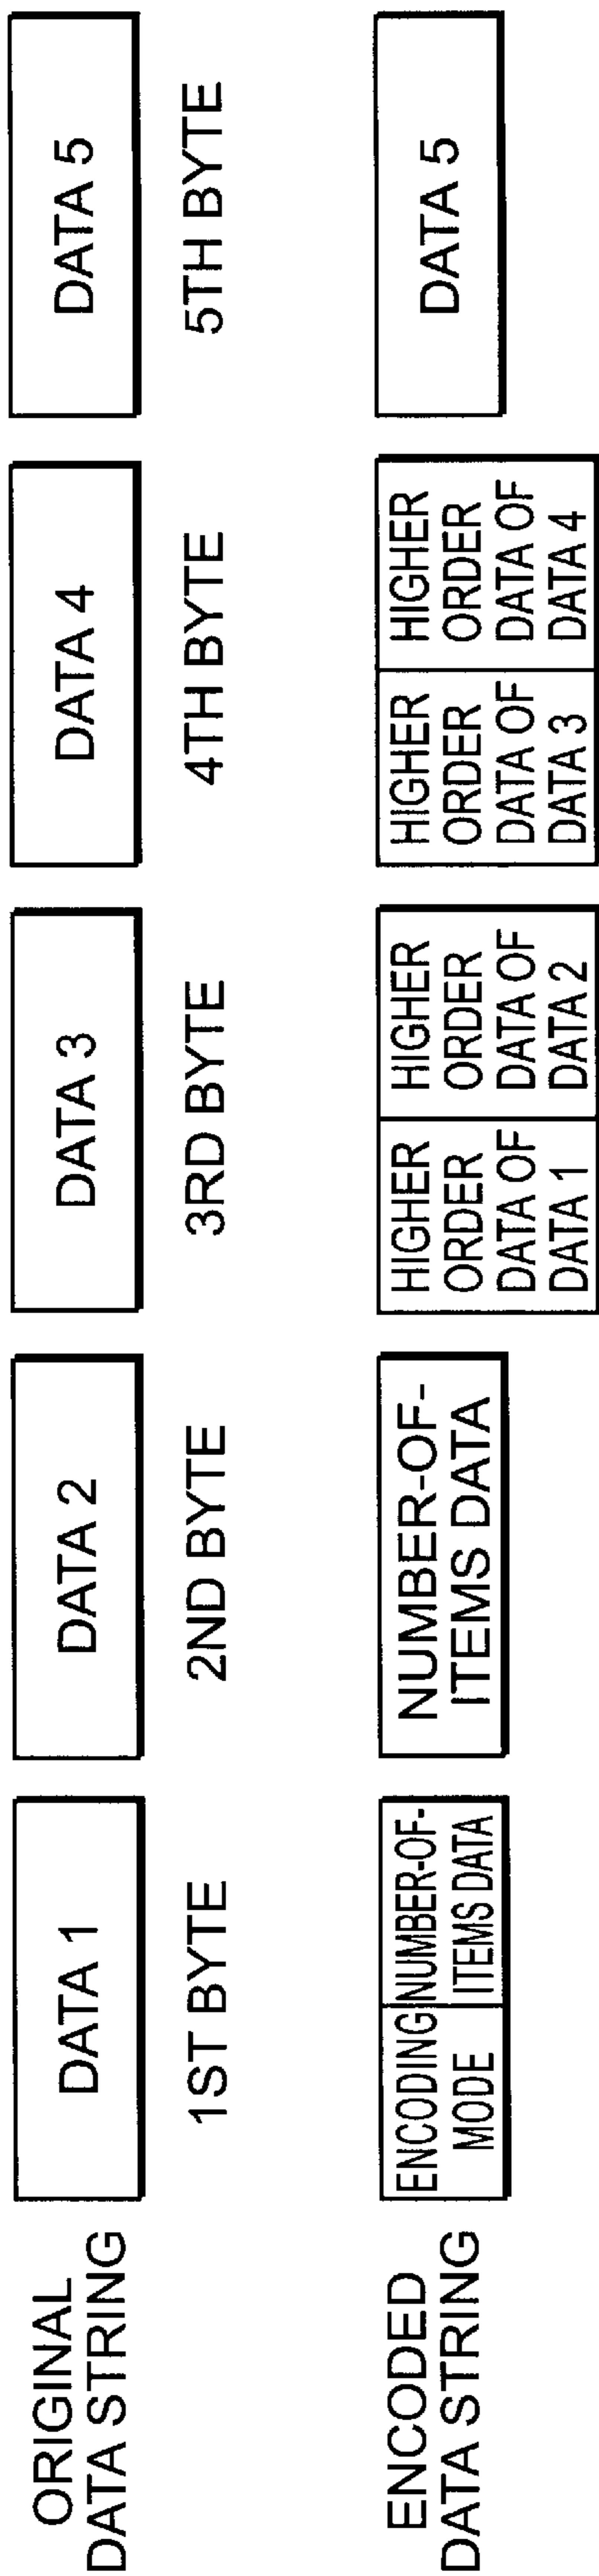 ORIGINAL
DATA STRING
DATA 1
DATA 2
DATA 3
DATA 4
DATA 5
1ST BYTE
2ND BYTE
3RD BYTE
4TH BYTE
5TH BYTE
ENCODED
DATA STRING
ENCODING
MODE
NUMBER-OF-
ITEMS DATA
NUMBER-OF-
ITEMS DATA
HIGHER
ORDER
DATA OF
DATA 1
HIGHER
ORDER
DATA OF
DATA 2
HIGHER
ORDER
DATA OF
DATA 3
HIGHER
ORDER
DATA OF
DATA 4
DATA 5